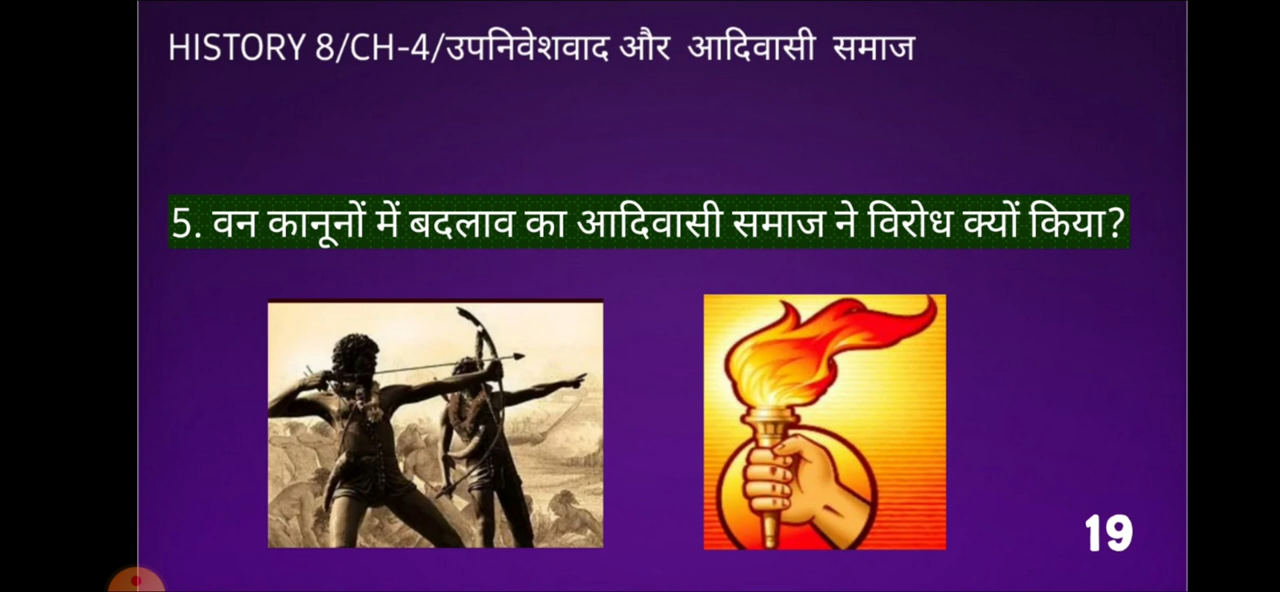 HISTORY 8/CH-4/उपनिवेशवाद और आदिवासी समाज
5. वन कानूनों में बदलाव का आदिवासी समाज ने विरोध क्यों किया?
19